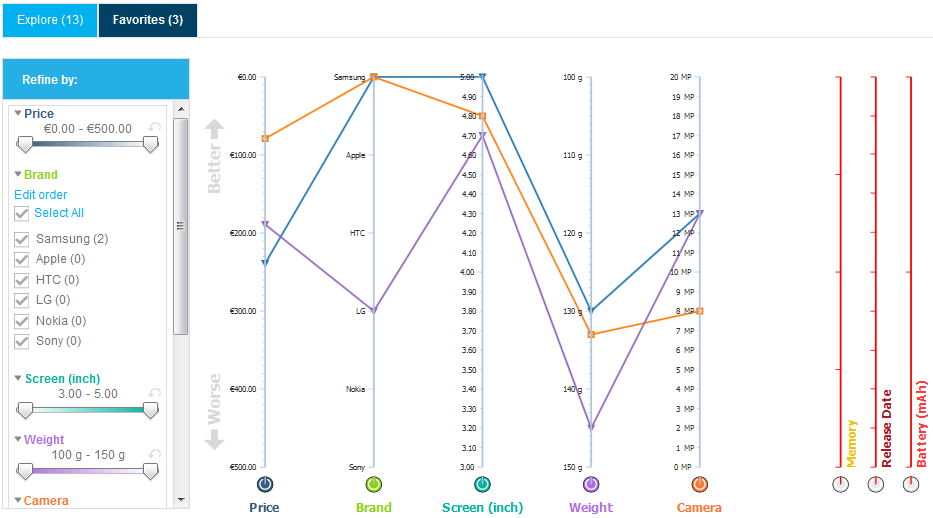 Explore (13)
Favorites (3)
Refine by:
Price
€0.00 - €500.00
Brand
Edit order
Select All
Samsung (2)
Apple (0)
HTC (0)
LG (0)
Nokia (0)
Sony (0)
Screen (inch)
3.00 - 5.00
Weight
100 g - 150 g
Camera
Better
Worse
€0.00
€100.00
€200.00
€300.00
€400.00
€500.00
Price
Samsung
Apple
HTC
LG
Nokia
Sony
Brand
5.00
4.90
4.80
4.70
4.60
4.50
4.40
4.30
4.20
4.10
4.00
3.90
3.80
3.70
3.60
3.50
3.40
3.30
3.20
3.10
3.00
Screen (inch)
100 g
110 g
120 g
130 g
140 g
150 g
Weight
20 MP
19 MP
18 MP
17 MP
16 MP
15 MP
14 MP
13 MP
12 MP
11 MP
10 MP
9 MP
8 MP
7 MP
6 MP
5 MP
4 MP
3 MP
2 MP
1 MP
0 MP
Camera
Memory
Release Date
Battery (mAh)